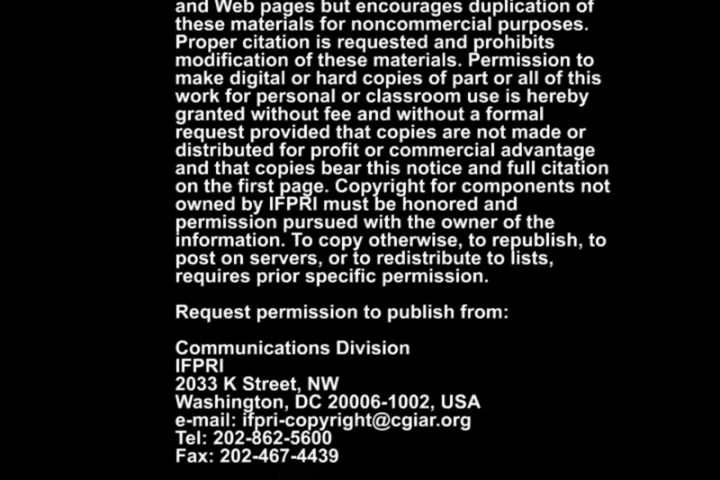 and Web pages but encourages duplication of
these materials for noncommercial purposes.
Proper citation is requested and prohibits
modification of these materials. Permission to
make digital or hard copies of part or all of this
work for personal or classroom use is hereby
granted without fee and without a formal
request provided that copies are not made or
distributed for profit or commercial advantage
and that copies bear this notice and full citation
on the first page. Copyright for components not
owned by IFPRI must be honored and
permission pursued with the owner of the
information. To copy otherwise, to republish, to
post on servers, or to redistribute to lists,
requires prior specific permission.
Request permission to publish from:
Communications Division
IFPRI
2033 K Street, NW
Washington, DC 20006-1002, USA
e-mail: ifpri-copyright@cgiar.org
Tel: 202-862-5600
Fax: 202-467-4439